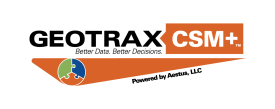 GEOTRAX CSM+™
Better Data. Better Decisions.
Powered by Aestus, LLC